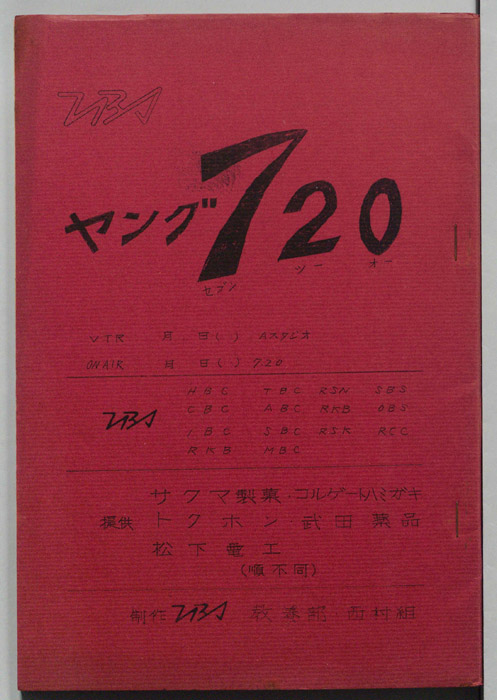 TBS
ヤング720
セブン ツー オー
VTR 月 日( ) Aスタジオ
ON AIR 月 日( ) 7.20
HBC TBC RSN SBS
TBS CBC ABC RKB OBS
IBC SBC RSK RCC
RKB MBC
サクマ製菓 コルゲートハミガキ
提供 トクホン 武田薬品
松下電工
(順不同)
制作 TBS 教養部 西村組